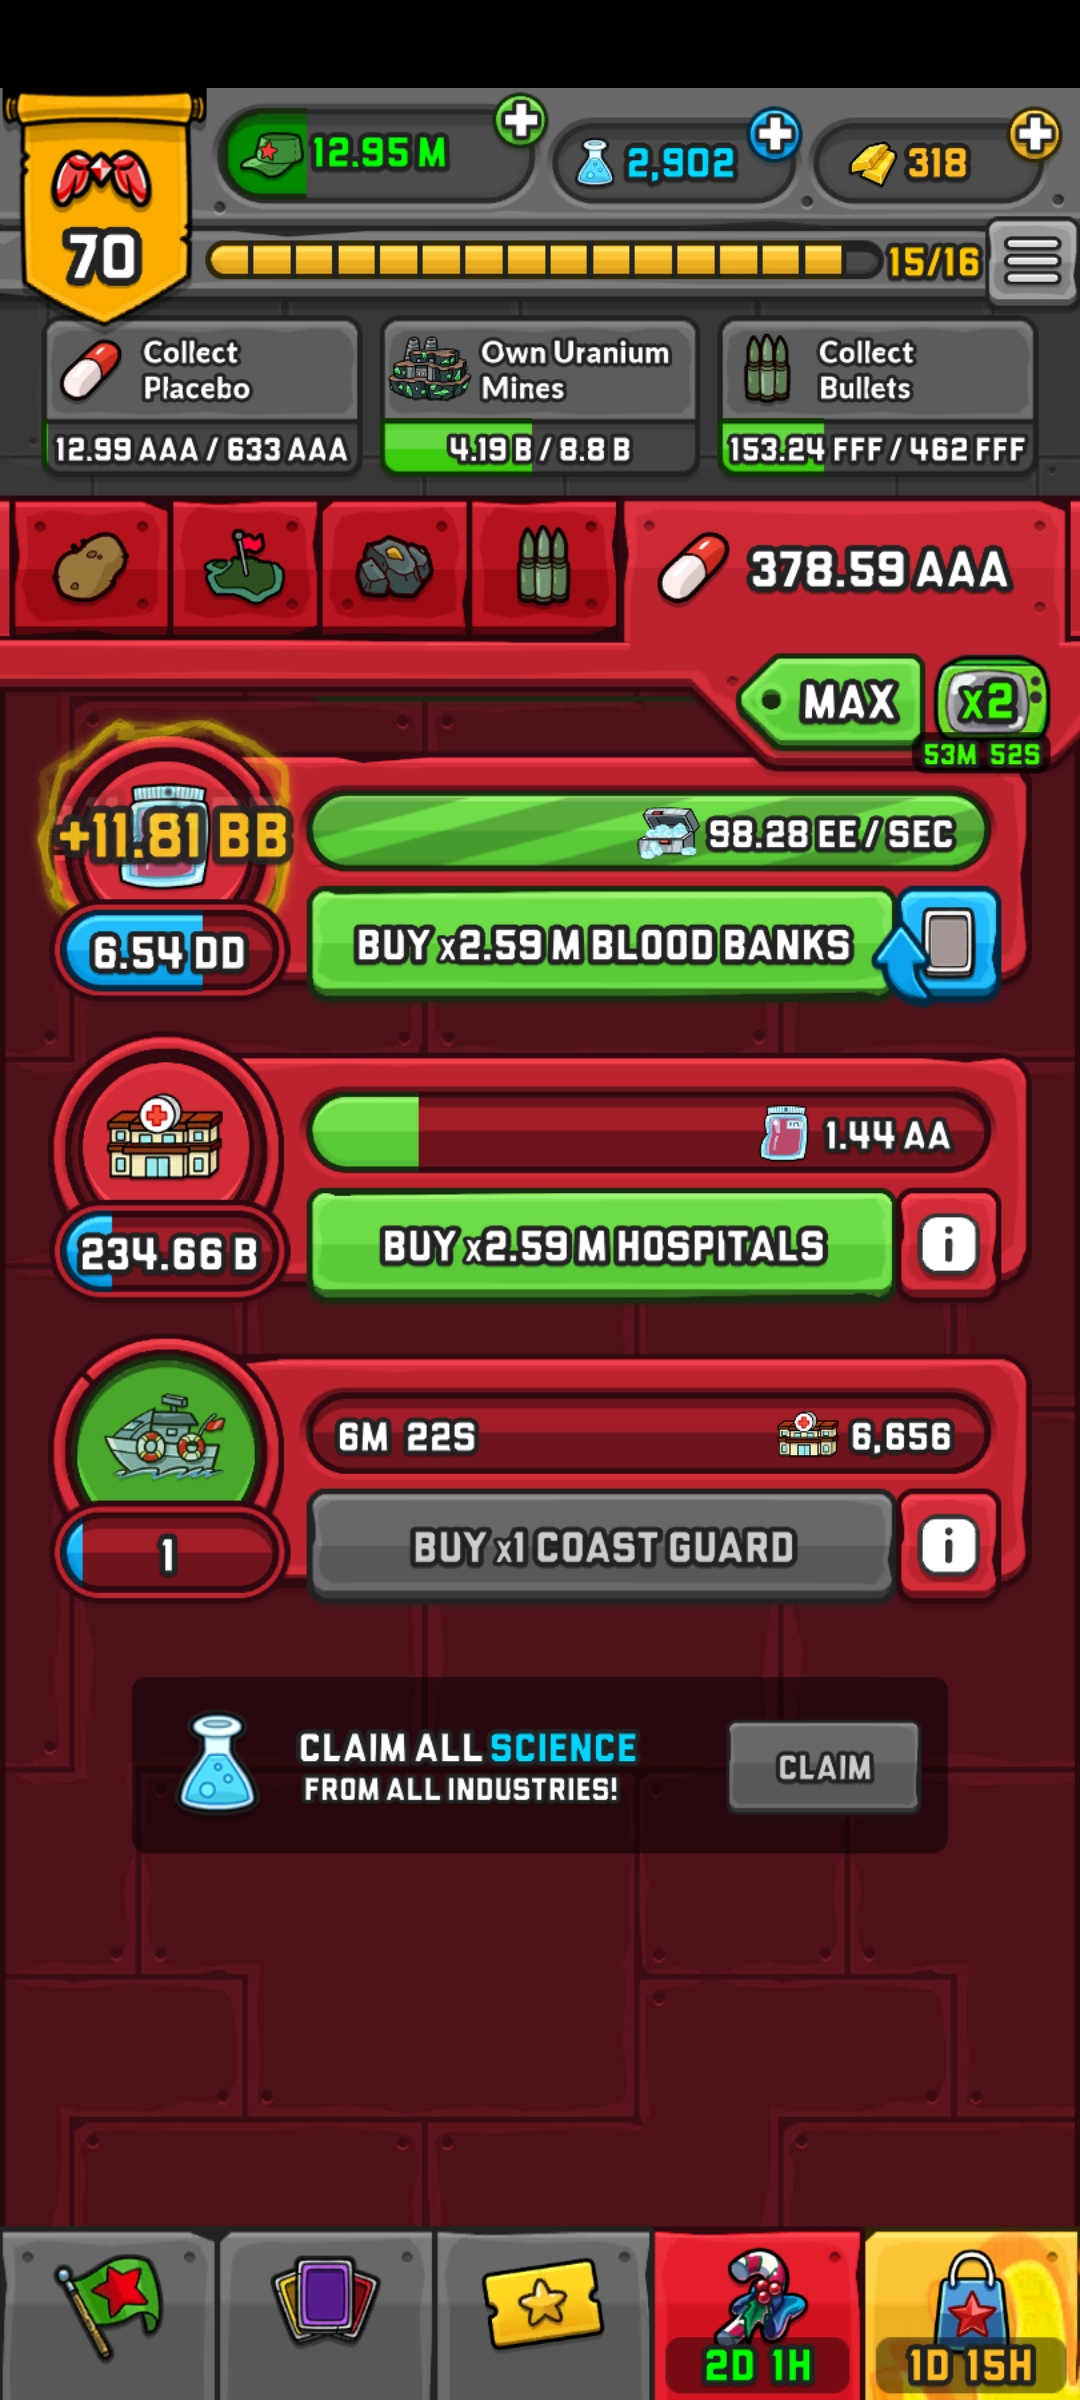 12.95 M
2,902
318
70
15/16
Collect
Placebo
12.99 AAA / 633 AAA
Own Uranium
Mines
4.19 B / 8.8 B
Collect
Bullets
153.24 FFF / 462 FFF
378.59 AAA
MAX
x2
53M 52S
+11.81 BB
98.28 EE / SEC
6.54 DD
BUY x2.59 M BLOOD BANKS
1.44 AA
234.66 B
BUY x2.59 M HOSPITALS
i
6M 22S
6,656
1
BUY x1 COAST GUARD
i
CLAIM ALL SCIENCE
FROM ALL INDUSTRIES!
CLAIM
2D 1H
1D 15H